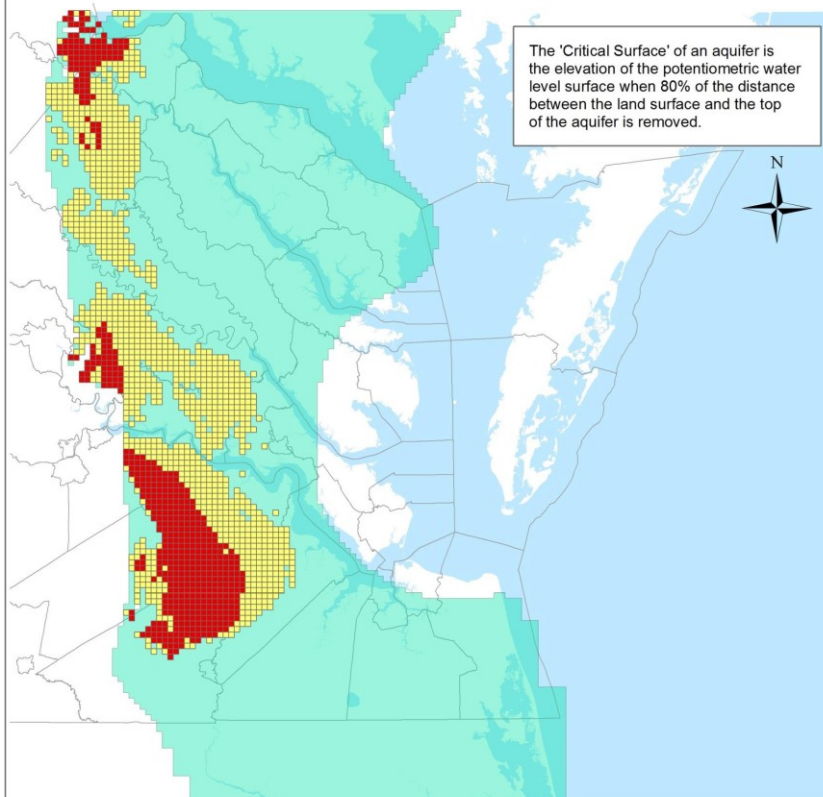 The 'Critical Surface' of an aquifer is
the elevation of the potentiometric water
level surface when 80% of the distance
between the land surface and the top
of the aquifer is removed.
N